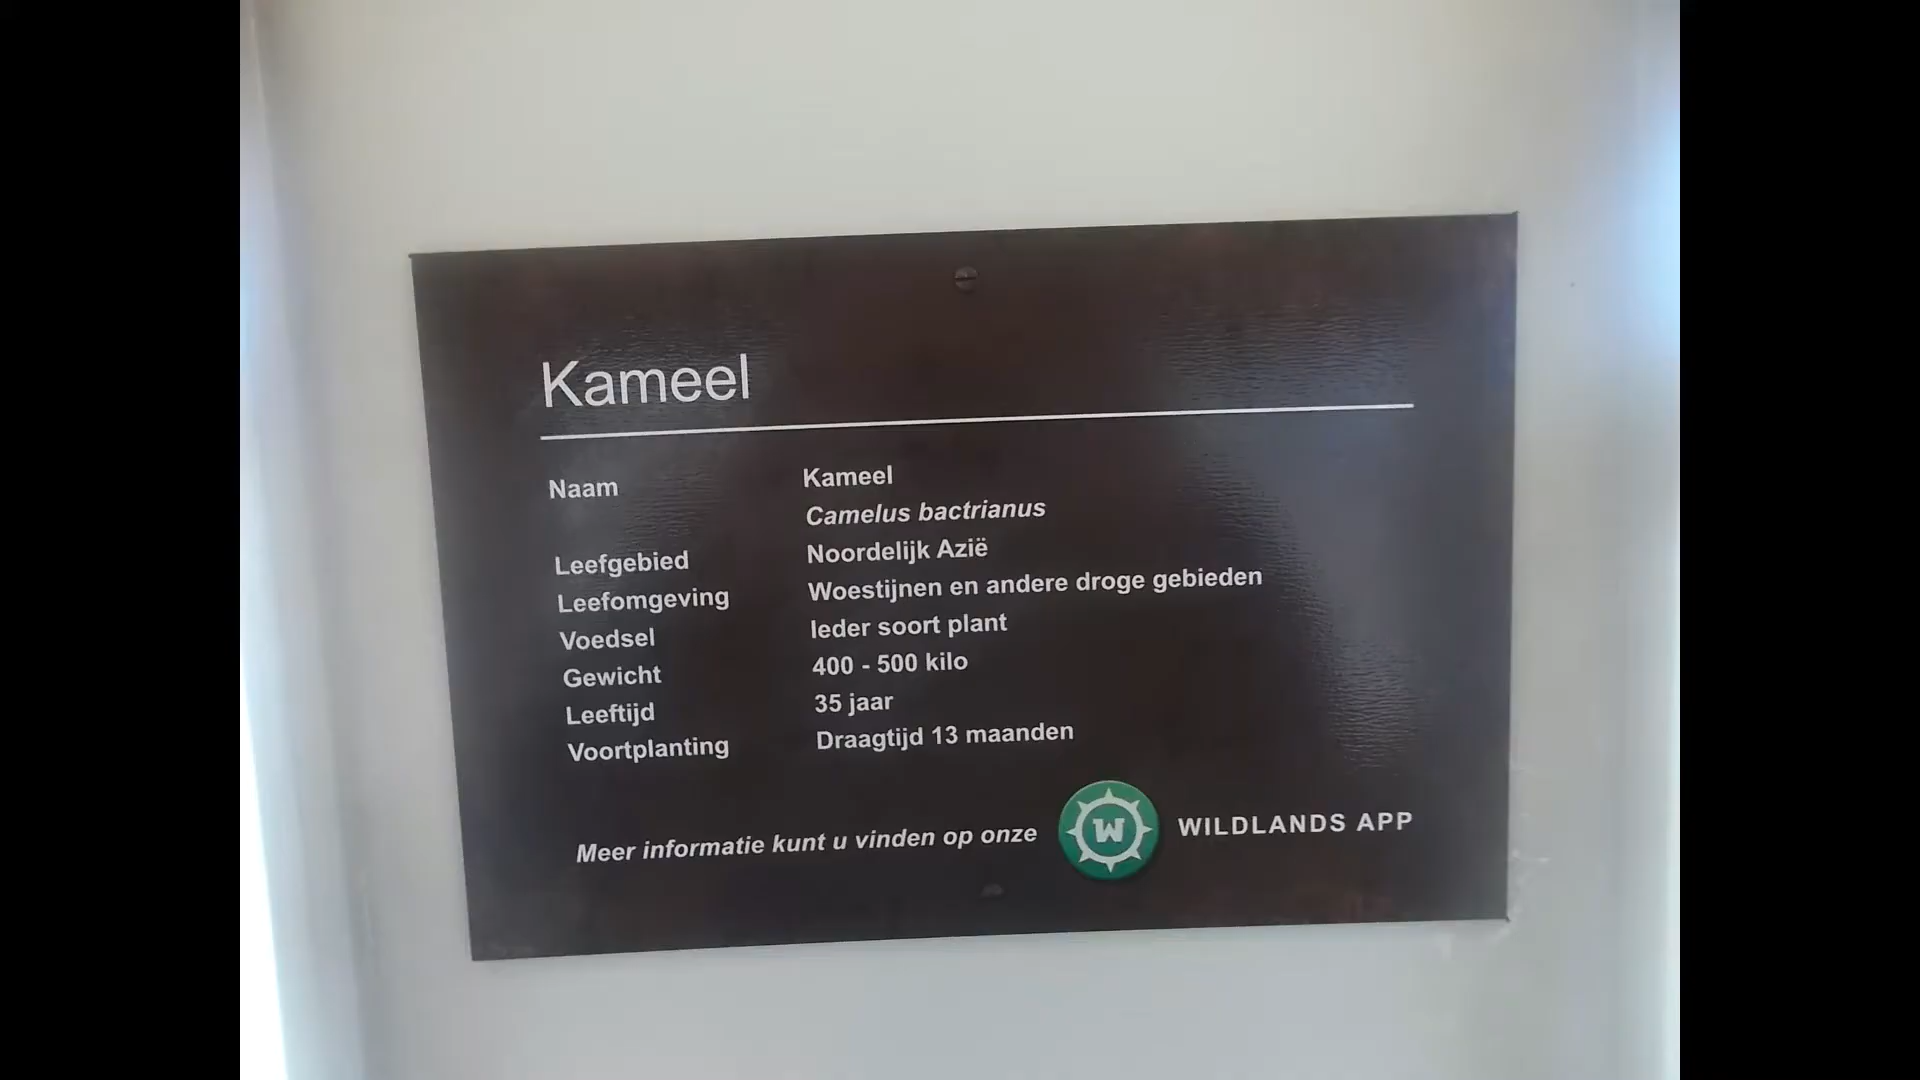 Kameel
Naam Kameel
Camelus bactrianus
Leefgebied Noordelijk Azië
Leefomgeving Woestijnen en andere droge gebieden
Voedsel Ieder soort plant
Gewicht 400 - 500 kilo
Leeftijd 35 jaar
Voortplanting Draagtijd 13 maanden
Meer informatie kunt u vinden op onze W WILDLANDS APP